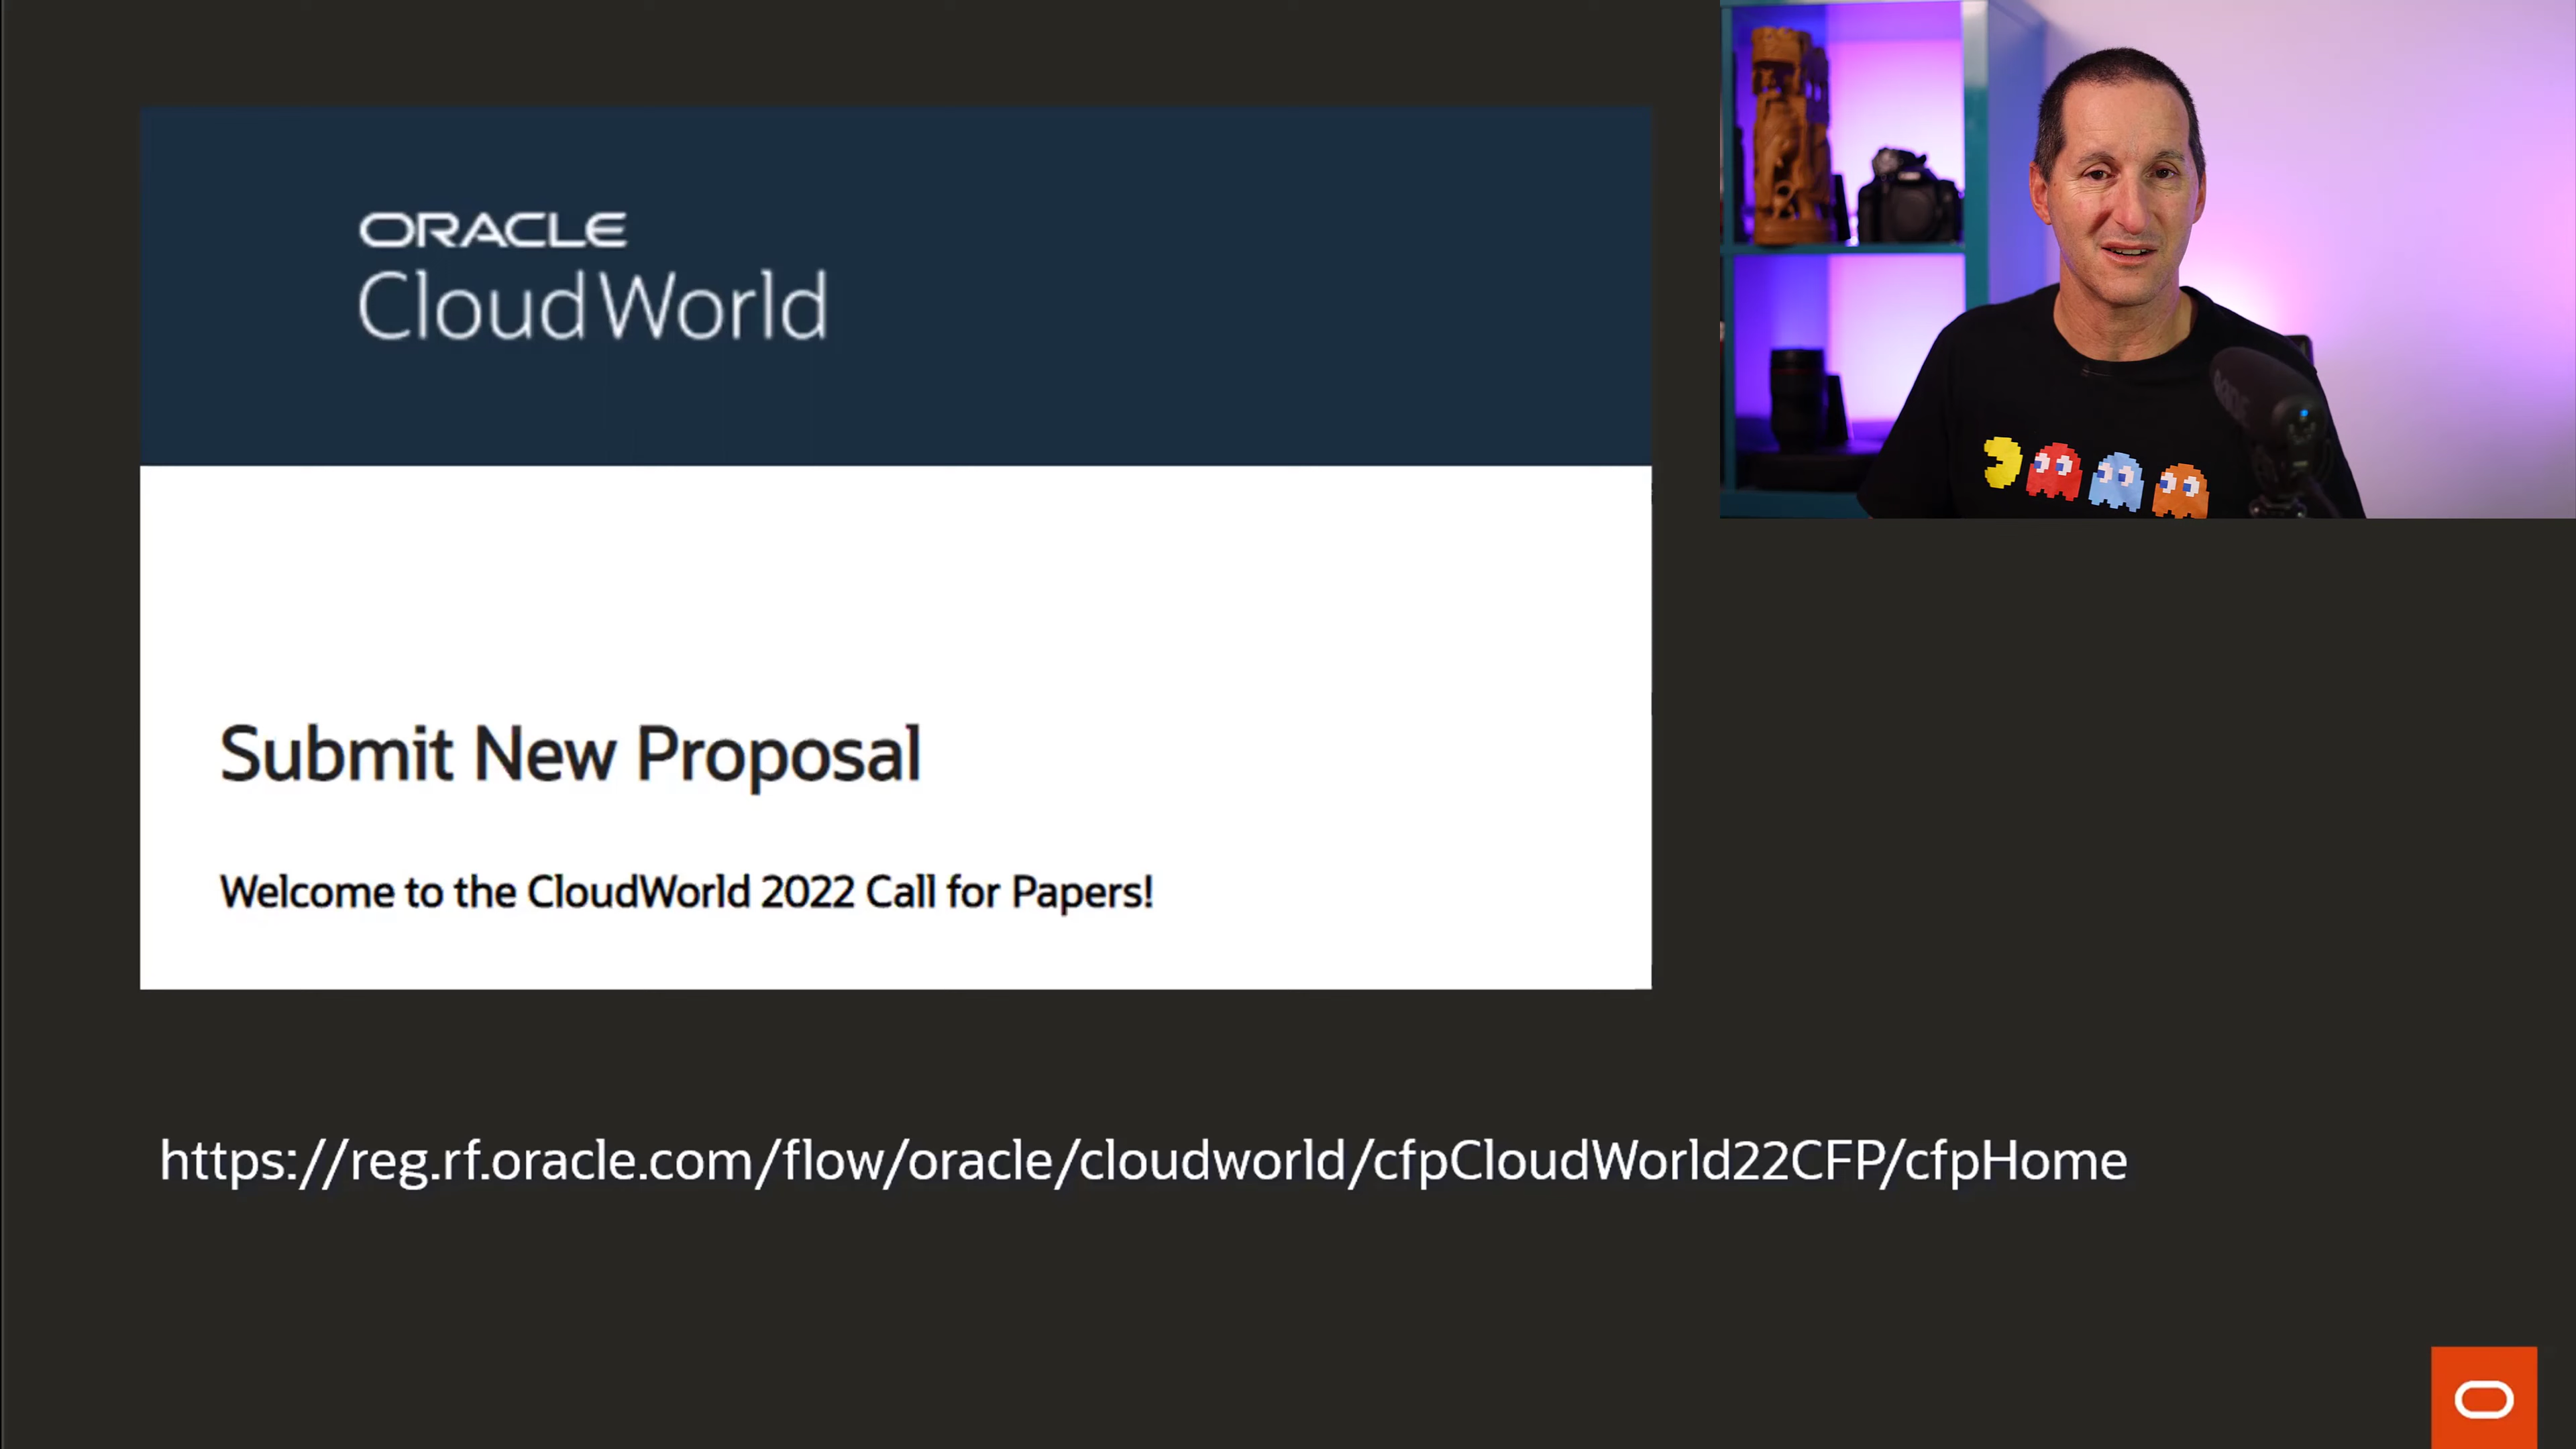 ORACLE
CloudWorld
Submit New Proposal
Welcome to the CloudWorld 2022 Call for Papers!
https://reg.rf.oracle.com/flow/oracle/cloudworld/cfpCloudWorld22CFP/cfpHome